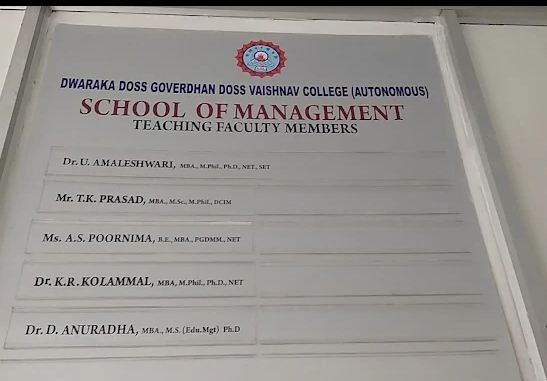 DWARAKA DOSS GOVERDHAN DOSS VAISHNAV COLLEGE (AUTONOMOUS)
SCHOOL OF MANAGEMENT
TEACHING FACULTY MEMBERS
Dr. U. AMALESHWARI, MBA., M.Phil., Ph.D., NET., SET
Mr. T.K. PRASAD, MBA., M.Sc., M.Phil., DCIM
Ms. A.S. POORNIMA, B.E., MBA., PGDMM., NET
Dr. K.R. KOLAMMAL, MBA, M.Phil., Ph.D., NET
Dr. D. ANURADHA, MBA., M.S. (Edu.Mgt) Ph.D